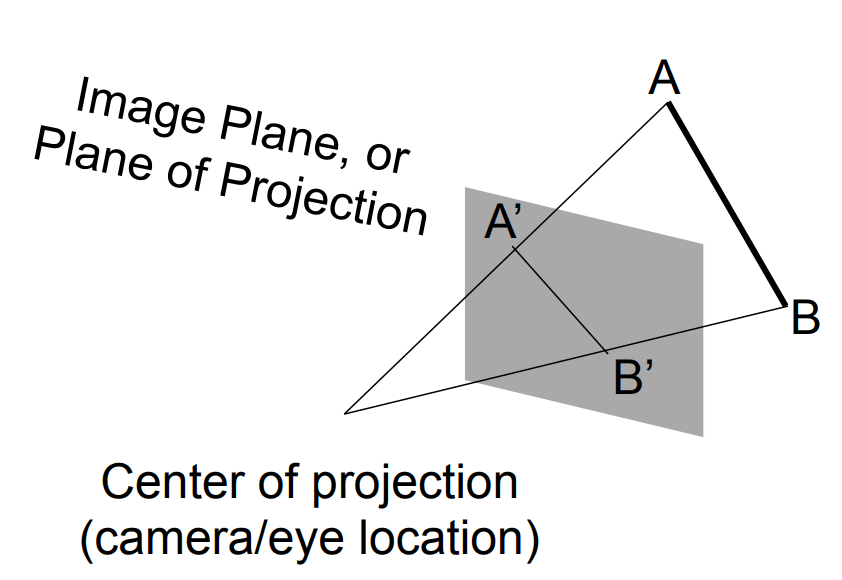 Image Plane, or
Plane of Projection
A
A’
B
B’
Center of projection
(camera/eye location)